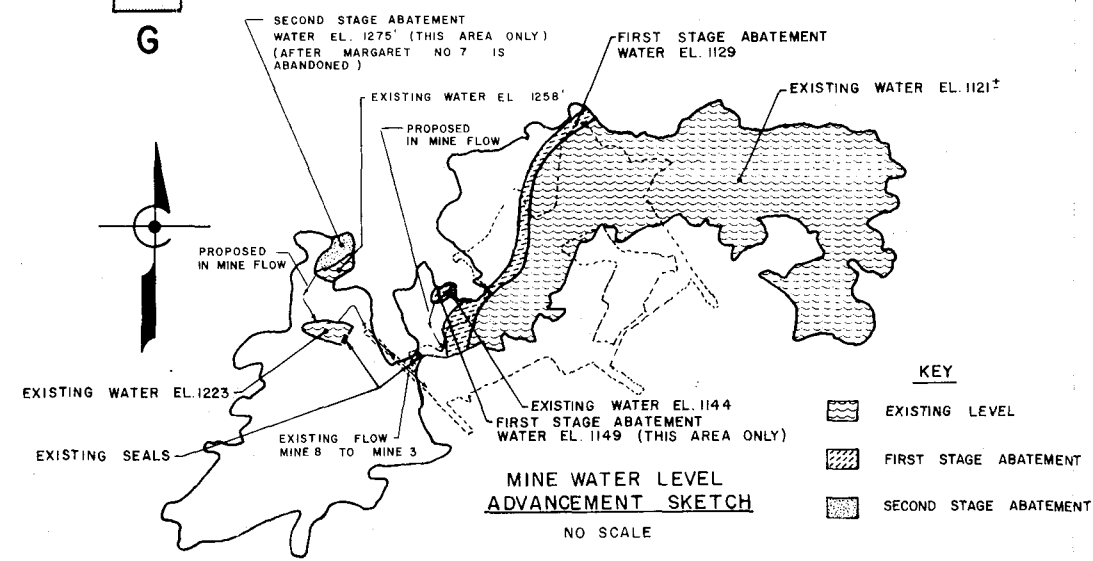 G
SECOND STAGE ABATEMENT
WATER EL. 1275' (THIS AREA ONLY)
(AFTER MARGARET NO 7 IS
ABANDONED)
FIRST STAGE ABATEMENT
WATER EL. 1129
EXISTING WATER EL 1258'
EXISTING WATER EL. 1121±
PROPOSED
IN MINE FLOW
PROPOSED
IN MINE FLOW
EXISTING WATER EL. 1223
EXISTING SEALS
EXISTING FLOW
MINE 8 TO MINE 3
EXISTING WATER EL. 1144
FIRST STAGE ABATEMENT
WATER EL. 1149 (THIS AREA ONLY)
MINE WATER LEVEL
ADVANCEMENT SKETCH
NO SCALE
KEY
EXISTING LEVEL
FIRST STAGE ABATEMENT
SECOND STAGE ABATEMENT